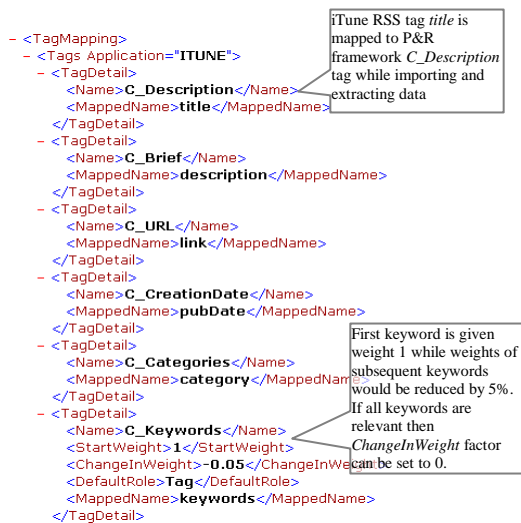 − <TagMapping>
− <Tags Application="ITUNE">
− <TagDetail>
<Name>C_Description</Name>
<MappedName>title</MappedName>
</TagDetail>
− <TagDetail>
<Name>C_Brief</Name>
<MappedName>description</MappedName>
</TagDetail>
− <TagDetail>
<Name>C_URL</Name>
<MappedName>link</MappedName>
</TagDetail>
− <TagDetail>
<Name>C_CreationDate</Name>
<MappedName>pubDate</MappedName>
</TagDetail>
− <TagDetail>
<Name>C_Categories</Name>
<MappedName>category</MappedName>
</TagDetail>
− <TagDetail>
<Name>C_Keywords</Name>
<StartWeight>1</StartWeight>
<ChangeInWeight>-0.05</ChangeInWeight>
<DefaultRole>Tag</DefaultRole>
<MappedName>keywords</MappedName>
</TagDetail>
iTune RSS tag title is
mapped to P&R
framework C_Description
tag while importing and
extracting data
First keyword is given
weight 1 while weights of
subsequent keywords
would be reduced by 5%.
If all keywords are
relevant then
ChangeInWeight factor
can be set to 0.